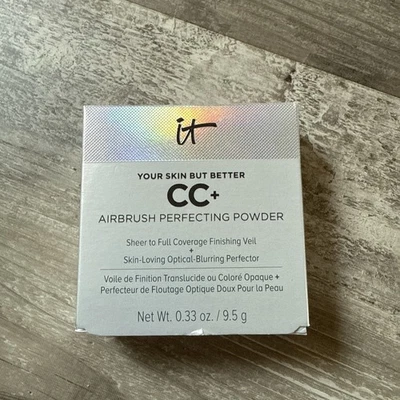 it
YOUR SKIN BUT BETTER
CC+
AIRBRUSH PERFECTING POWDER
Sheer to Full Coverage Finishing Veil
+
Skin-Loving Optical-Blurring Perfector
Voile de Finition Translucide ou Coloré Opaque +
Perfecteur de Floutage Optique Doux Pour la Peau
Net Wt. 0.33 oz. / 9.5 g